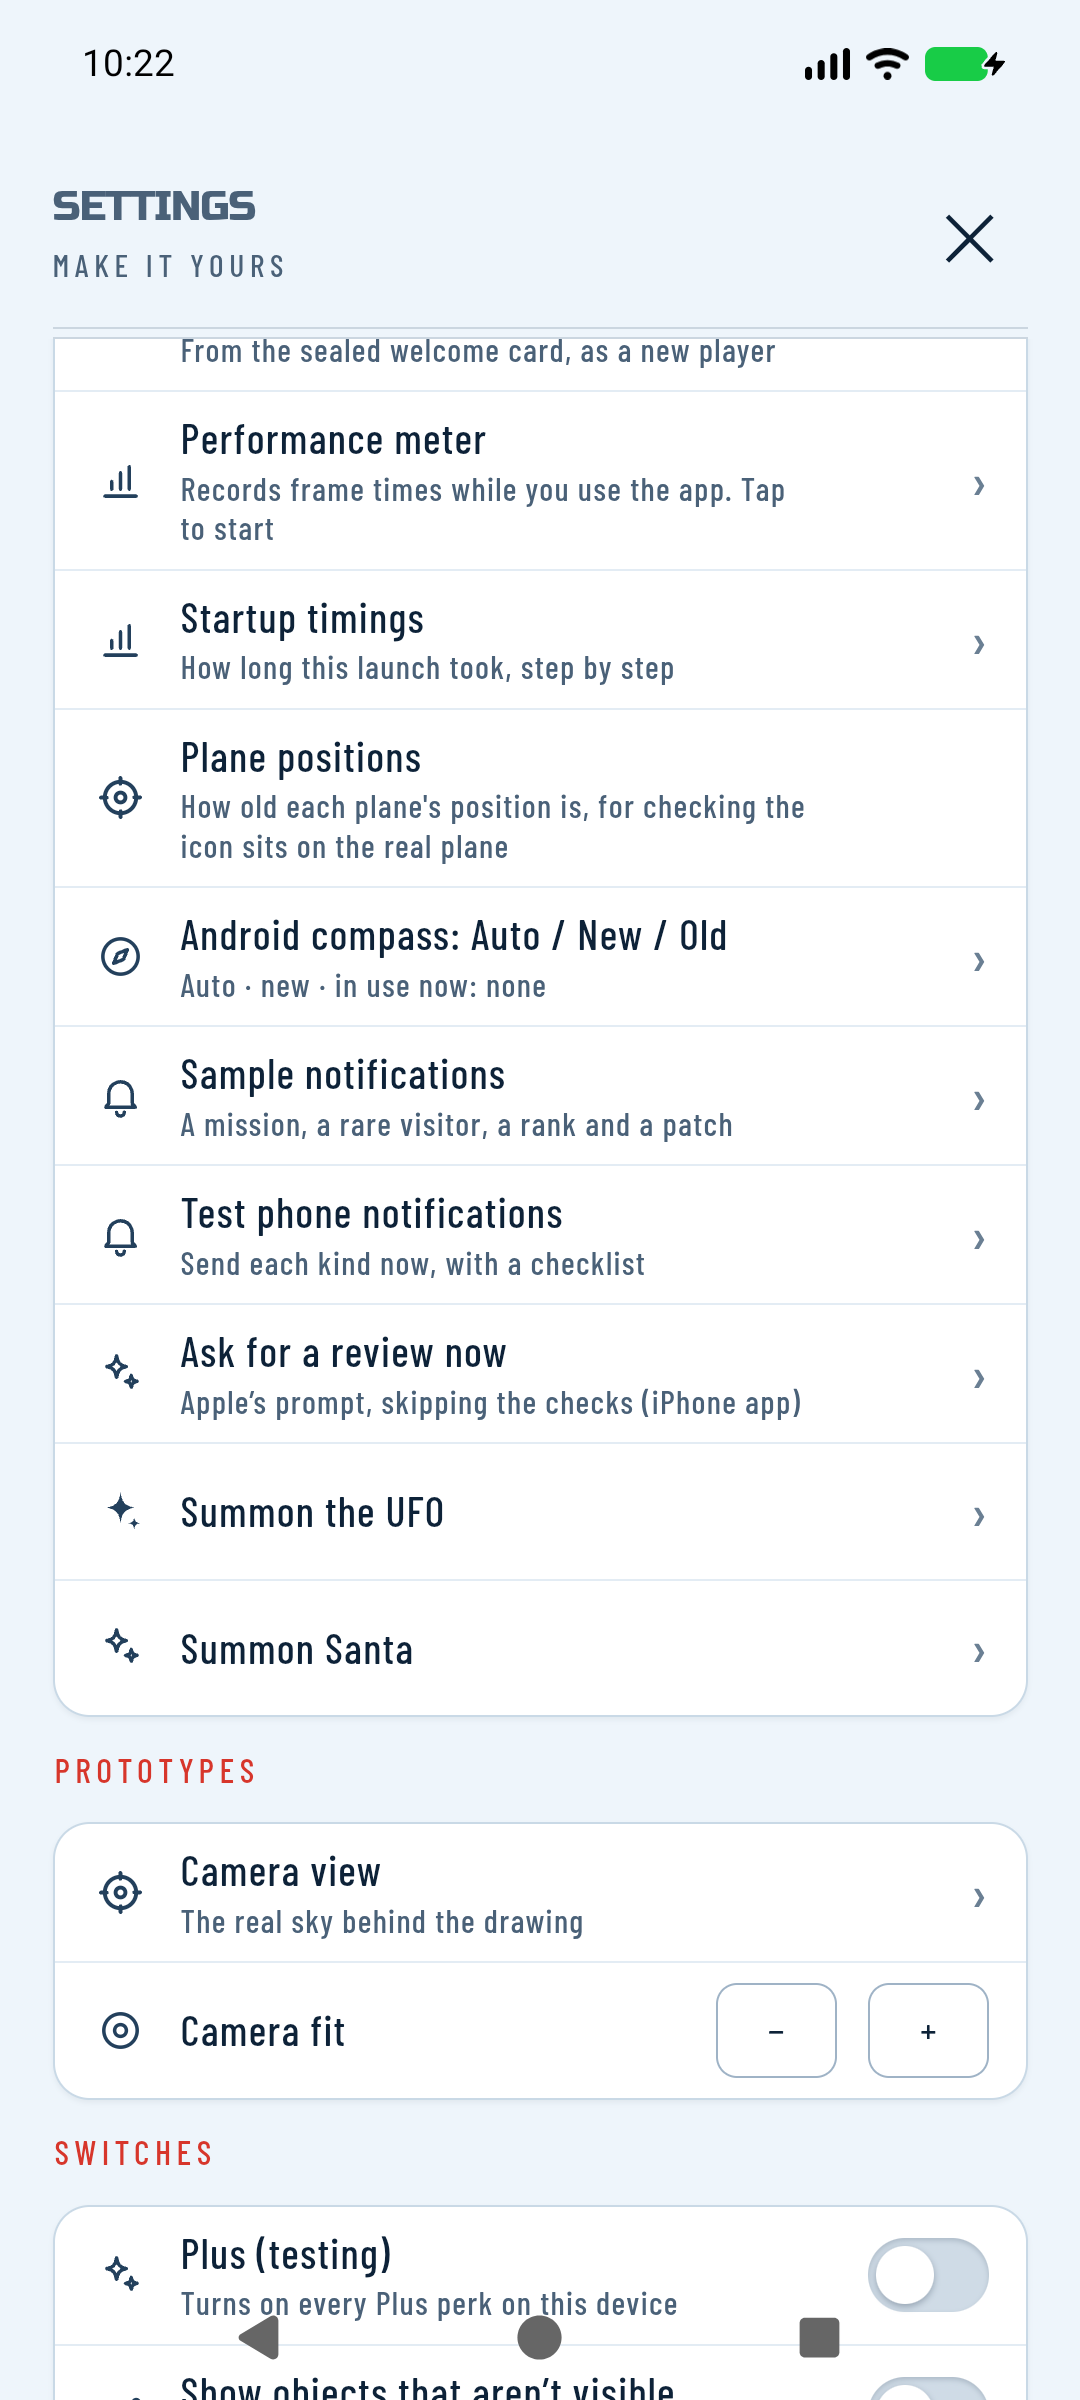 10:22
SETTINGS
MAKE IT YOURS
From the sealed welcome card, as a new player
Performance meter
Records frame times while you use the app. Tap
to start
Startup timings
How long this launch took, step by step
Plane positions
How old each plane's position is, for checking the
icon sits on the real plane
Android compass: Auto / New / Old
Auto · new · in use now: none
Sample notifications
A mission, a rare visitor, a rank and a patch
Test phone notifications
Send each kind now, with a checklist
Ask for a review now
Apple’s prompt, skipping the checks (iPhone app)
Summon the UFO
Summon Santa
PROTOTYPES
Camera view
The real sky behind the drawing
Camera fit
− +
SWITCHES
Plus (testing)
Turns on every Plus perk on this device
Show objects that aren’t visible